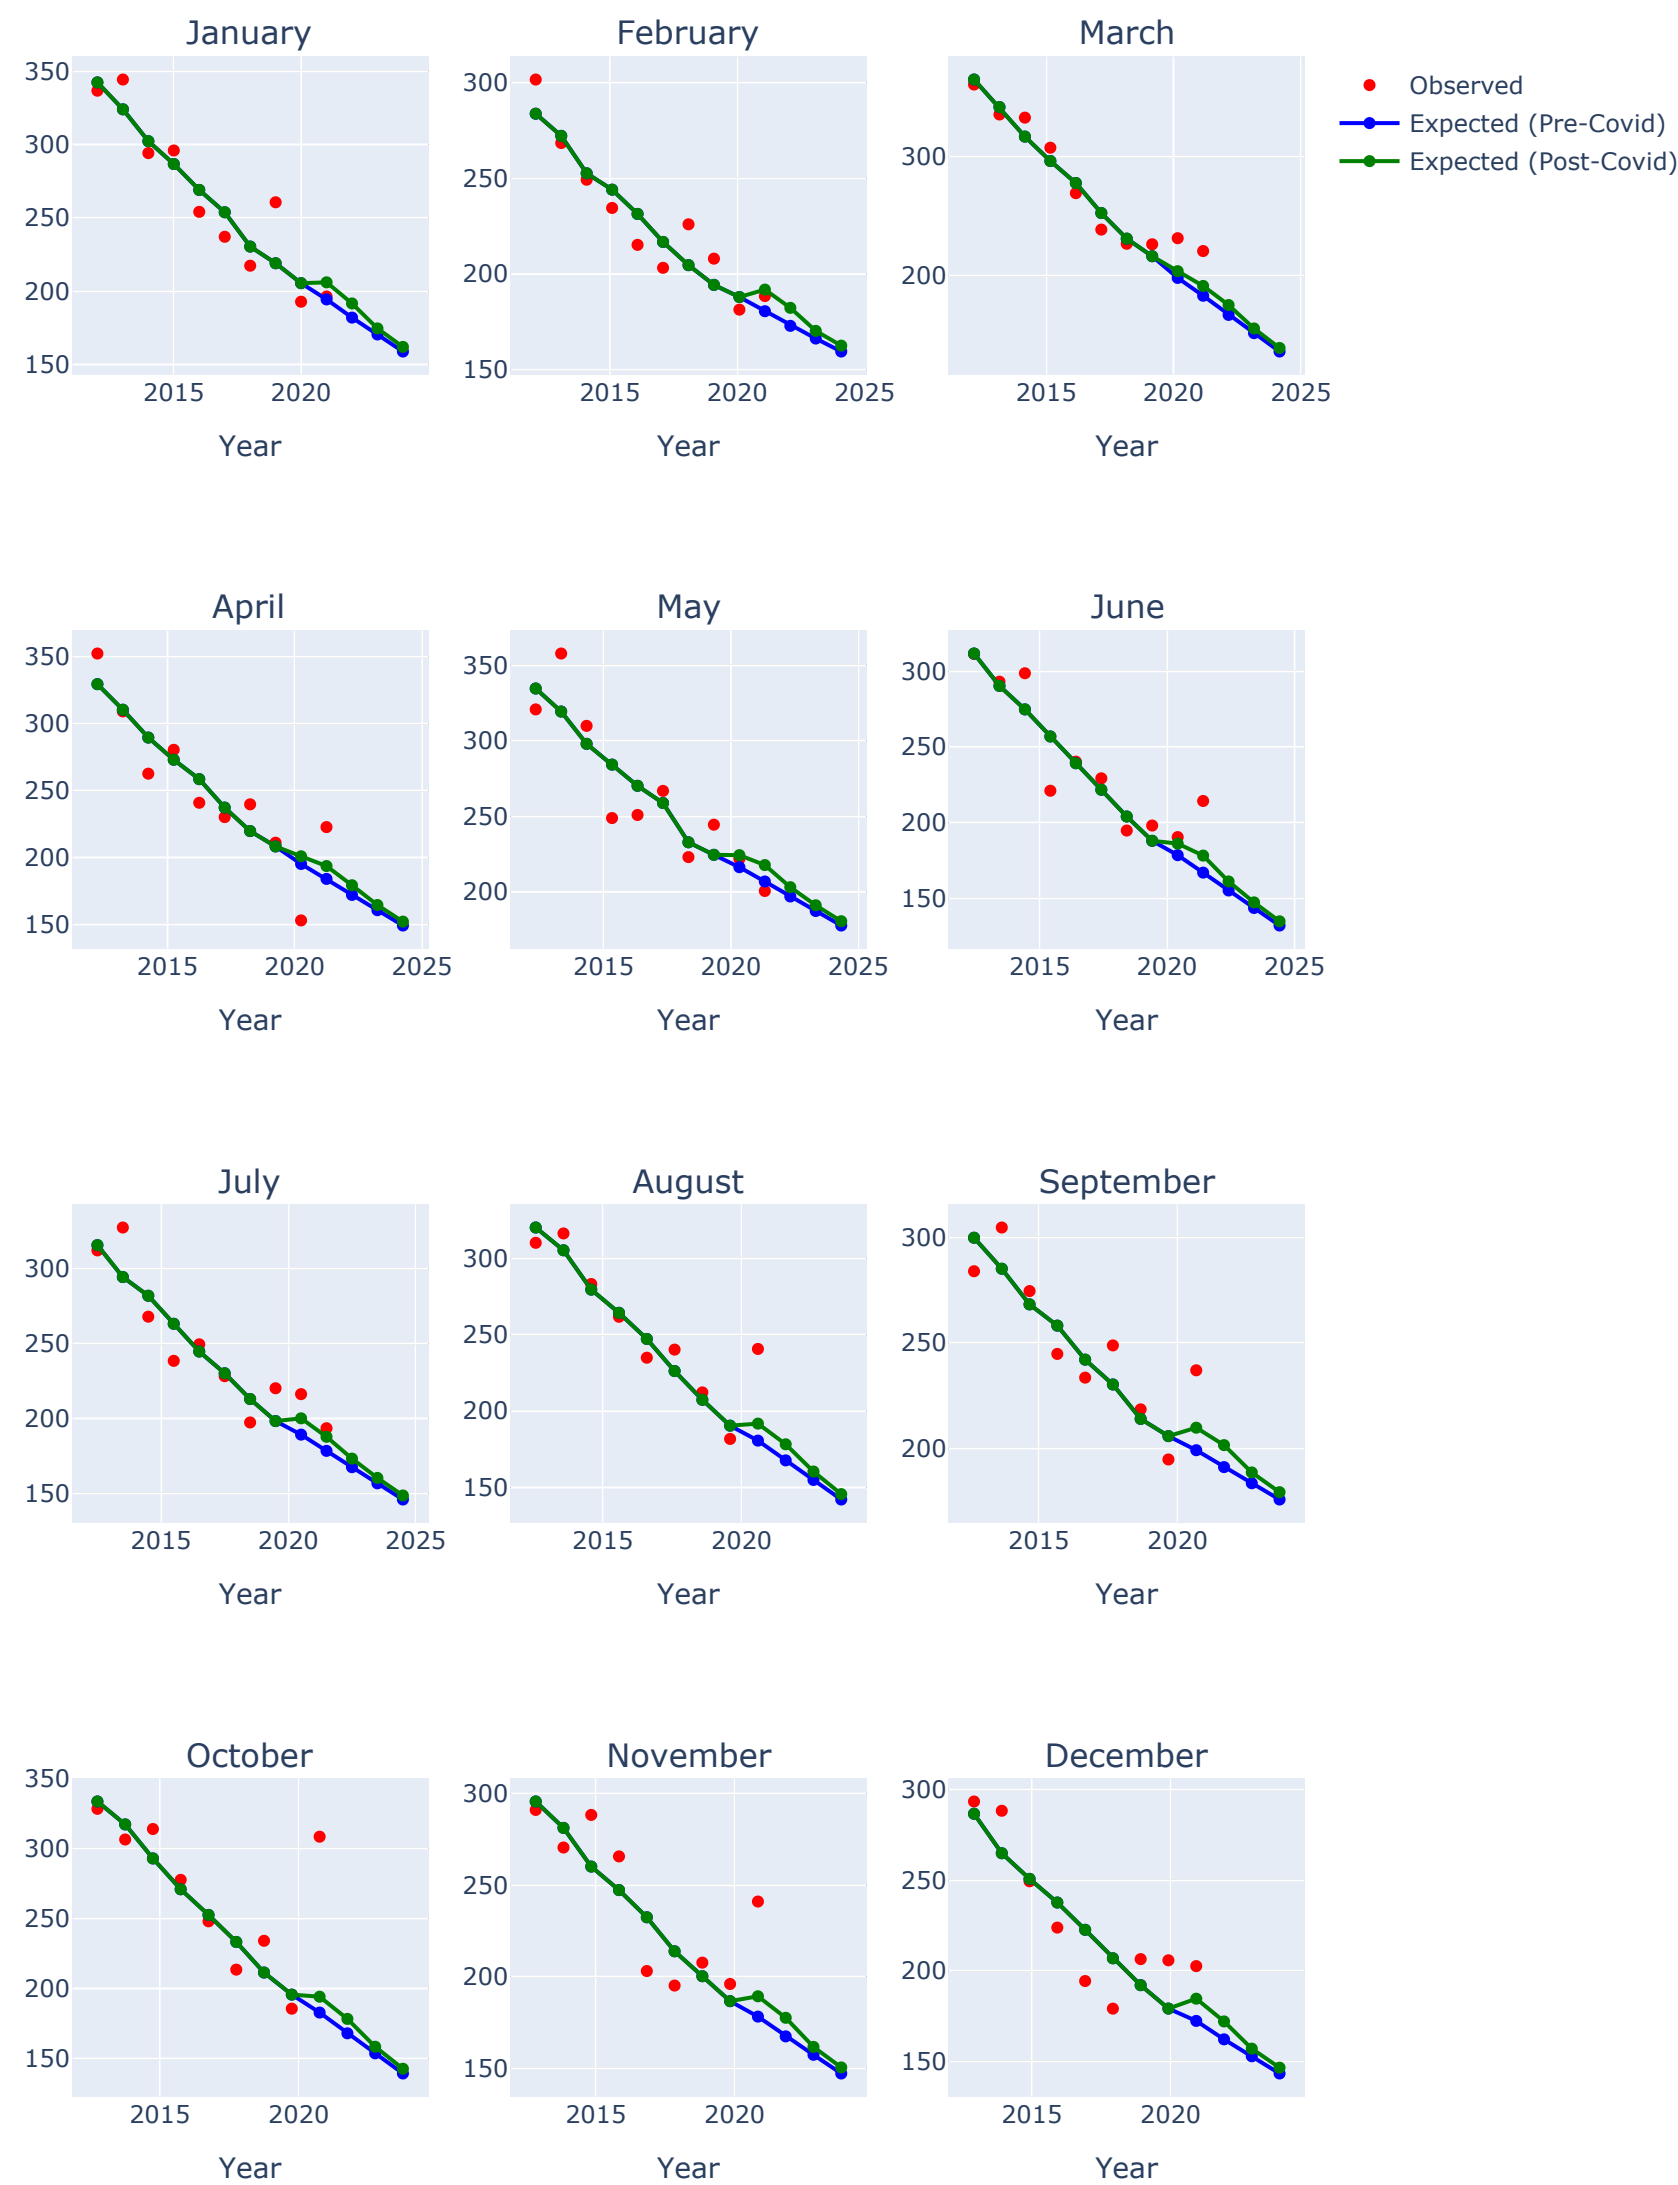 January February March
350
300
250
200
150
2015 2020
Year
300
250
200
150
2015 2020 2025
Year
300
200
2015 2020 2025
Year
Observed
Expected (Pre-Covid)
Expected (Post-Covid)
April May June
350
300
250
200
150
2015 2020 2025
Year
350
300
250
200
2015 2020 2025
Year
300
250
200
150
2015 2020 2025
Year
July August September
300
250
200
150
2015 2020 2025
Year
300
250
200
150
2015 2020
Year
300
250
200
2015 2020
Year
October November December
350
300
250
200
150
2015 2020
Year
300
250
200
150
2015 2020
Year
300
250
200
150
2015 2020
Year